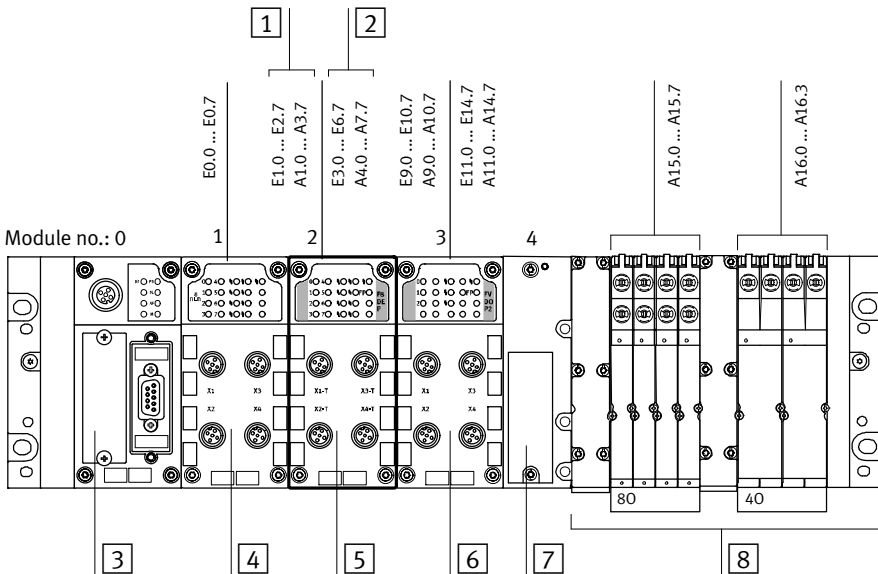 1 2
E0.0 ... E0.7
E1.0 ... E2.7
A1.0 ... A3.7
E3.0 ... E6.7
A4.0 ... A7.7
E9.0 ... E10.7
A9.0 ... A10.7
E11.0 ... E14.7
A11.0 ... A14.7
A15.0 ... A15.7
A16.0 ... A16.3
Module no.: 0 1 2 3 4
X1 X3
X2 X4
X1-T X3-T
X2-T X4-T
X1 X3
X2 X4
8O 4O
3 4 5 6 7 8